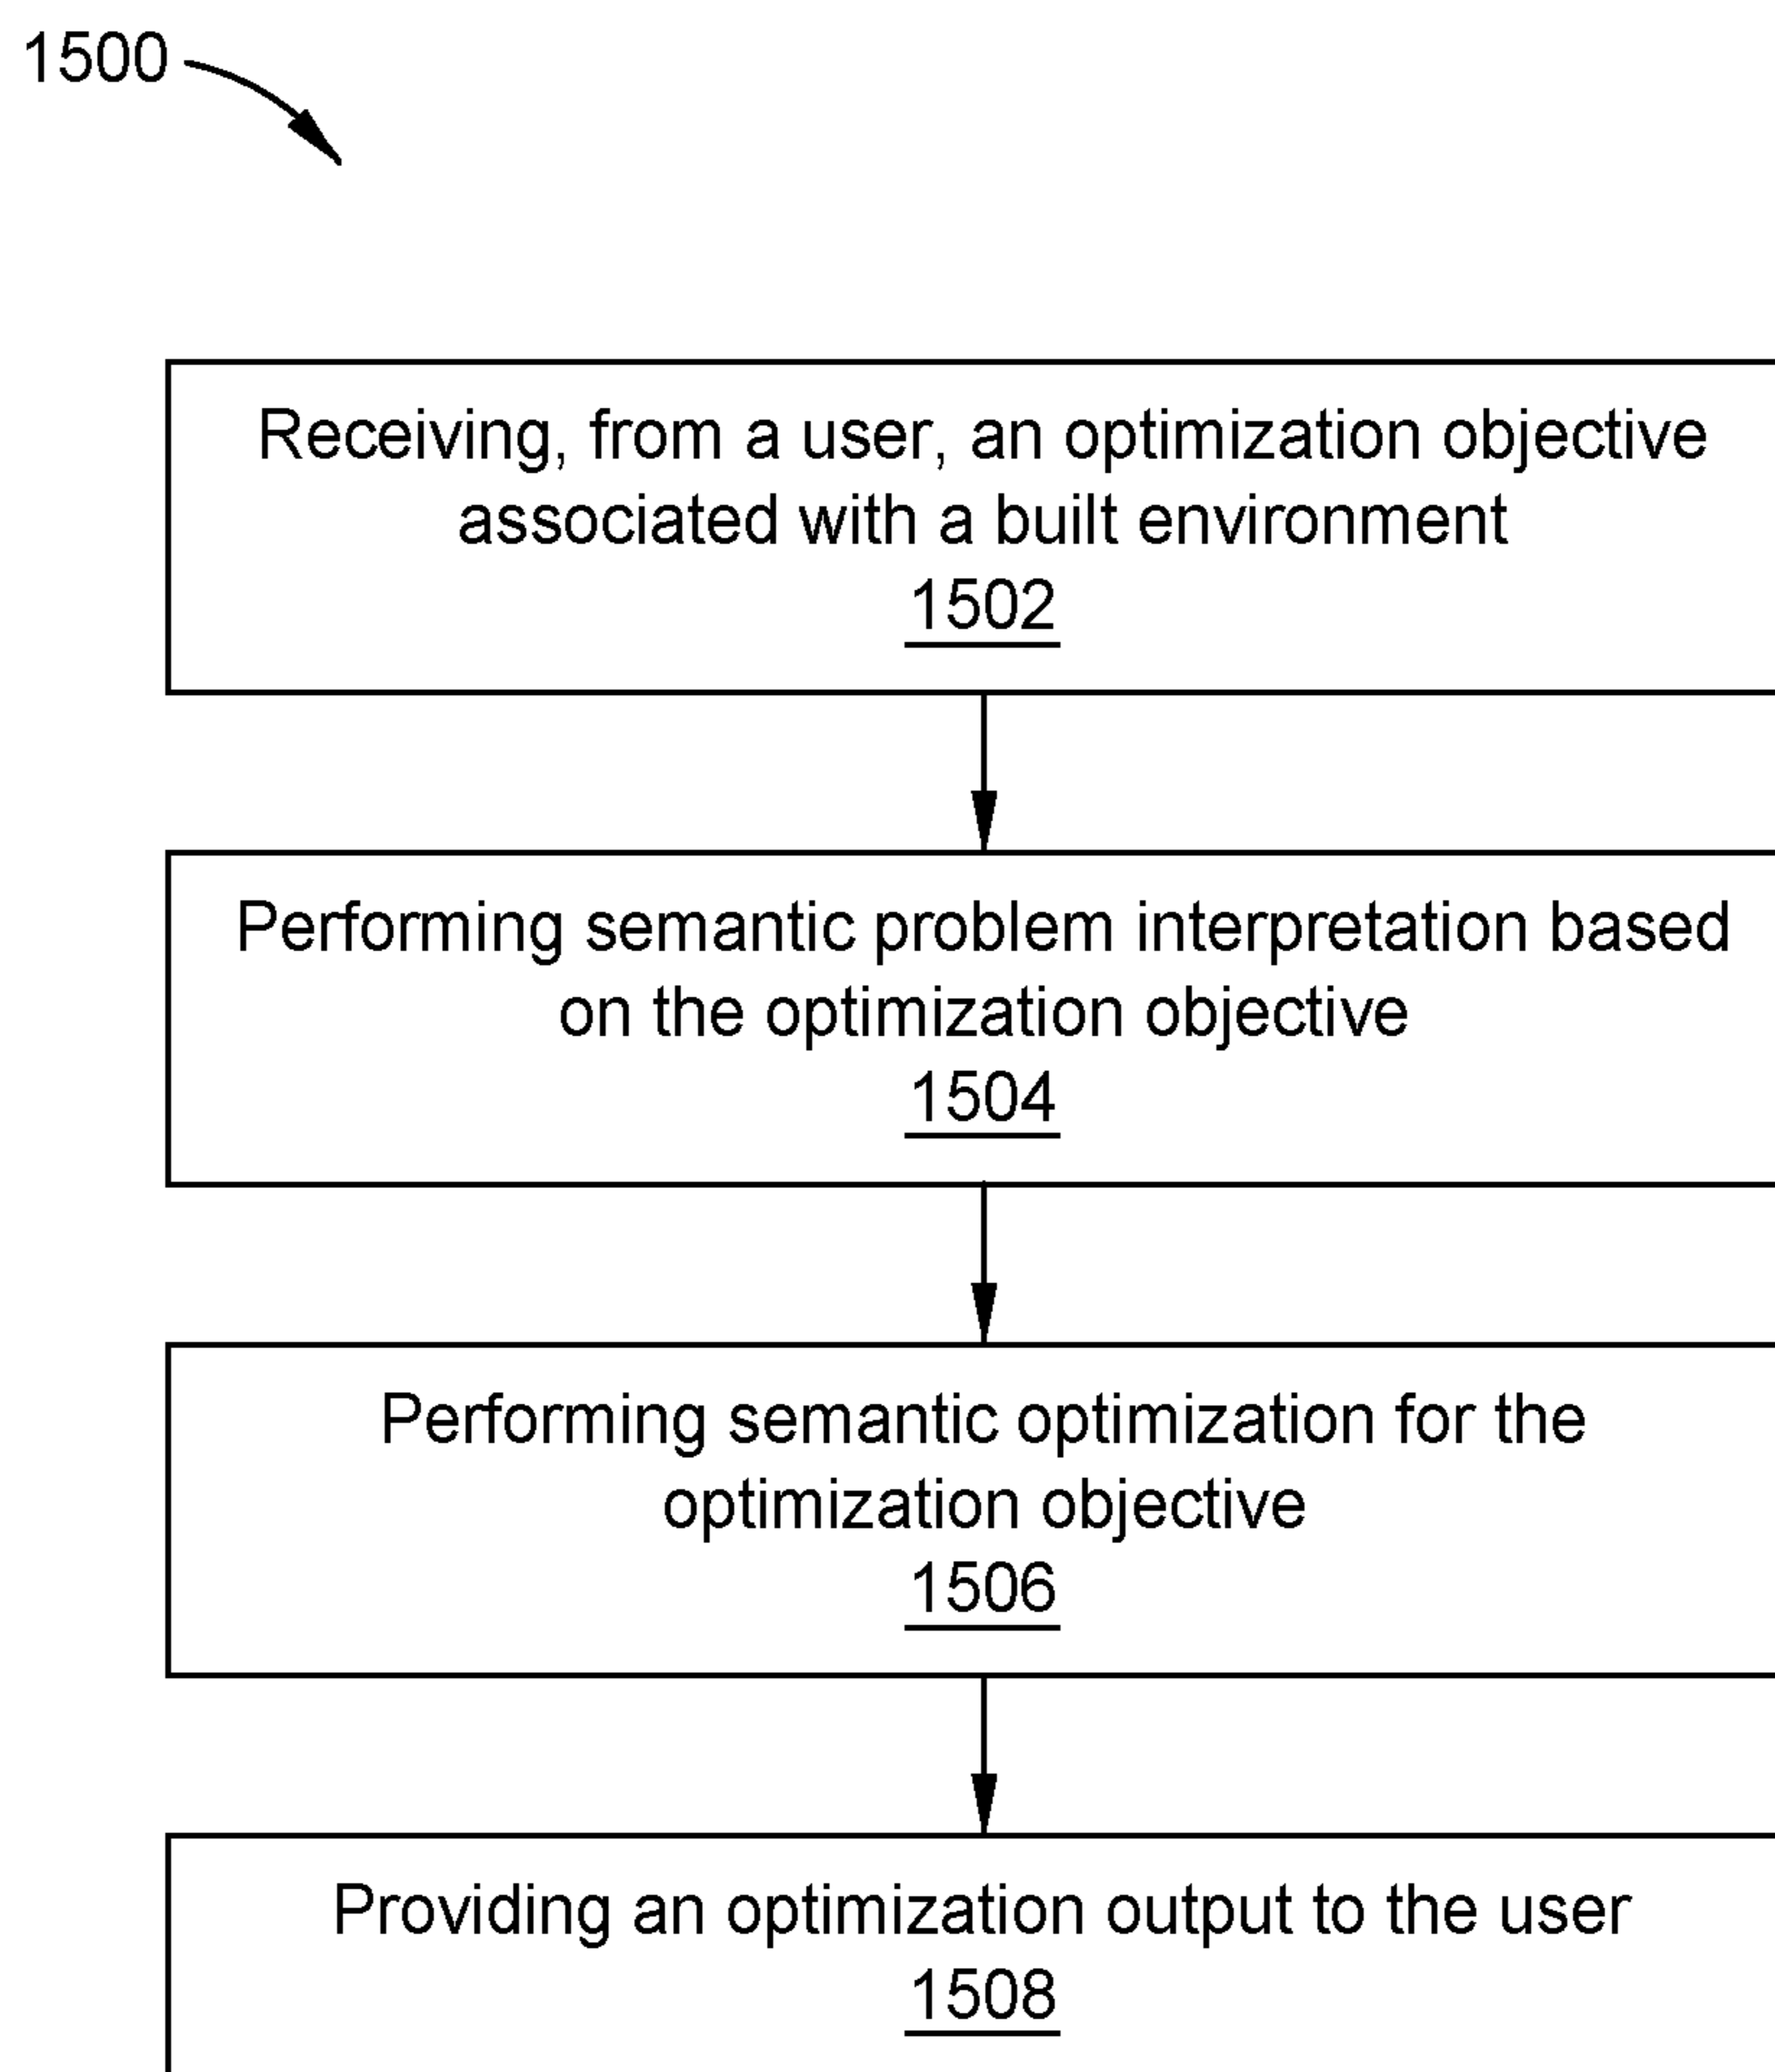 1500
Receiving, from a user, an optimization objective
associated with a built environment
1502
Performing semantic problem interpretation based
on the optimization objective
1504
Performing semantic optimization for the
optimization objective
1506
Providing an optimization output to the user
1508